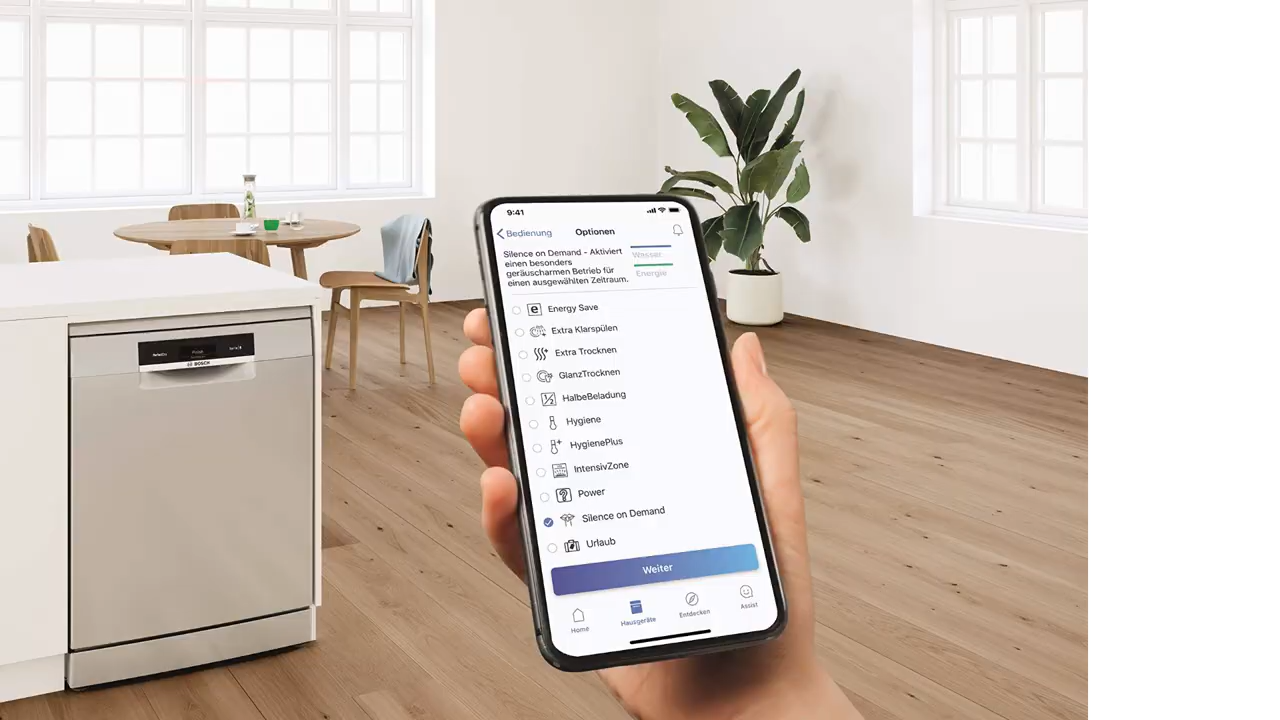 9:41
Bedienung
Optionen
Silence on Demand - Aktiviert
einen besonders
geräuscharmen Betrieb für
einen ausgewählten Zeitraum.
Wasser
Energie
Energy Save
Extra Klarspülen
Extra Trocknen
GlanzTrocknen
HalbeBeladung
Hygiene
HygienePlus
IntensivZone
Power
Silence on Demand
Urlaub
Weiter
Home
Hausgeräte
Entdecken
Assist
BOSCH